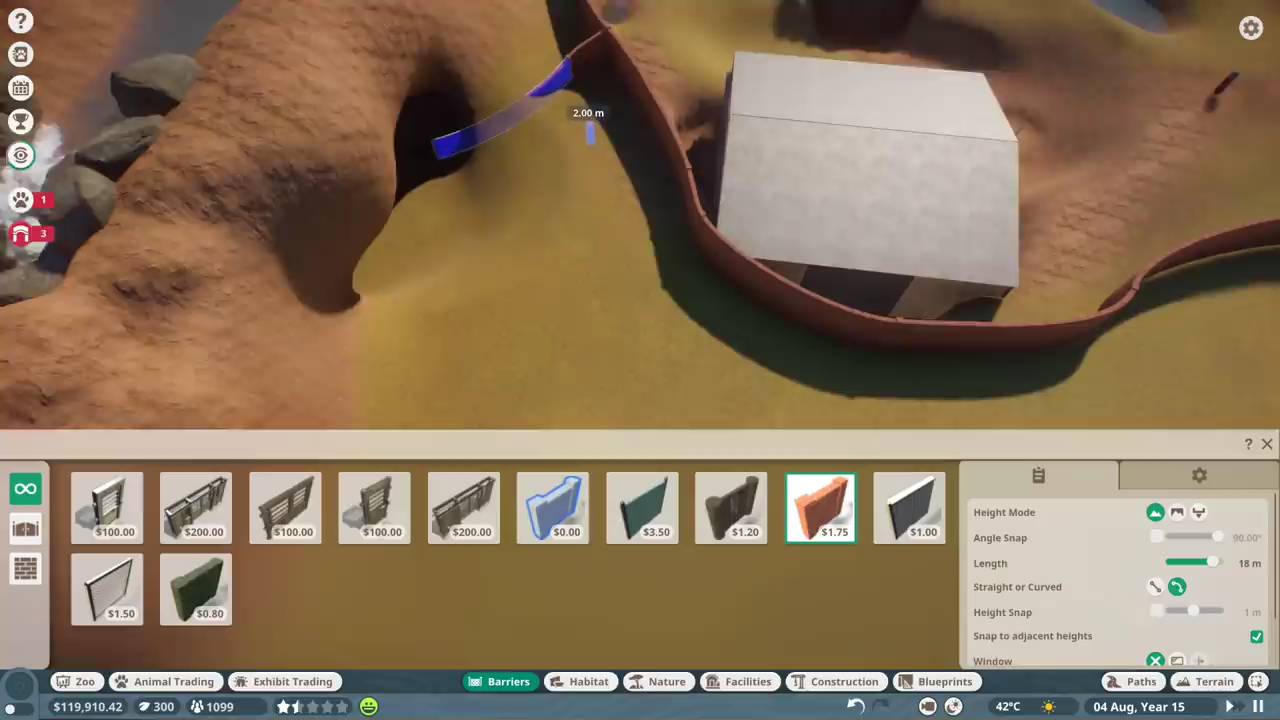 ?
1
3
2.00 m
?
$100.00 $200.00 $100.00 $100.00 $200.00 $0.00 $3.50 $1.20 $1.75 $1.00
$1.50 $0.80
Height Mode
Angle Snap 90.00°
Length 18 m
Straight or Curved
Height Snap 1 m
Snap to adjacent heights
Window
Zoo Animal Trading Exhibit Trading Barriers Habitat Nature Facilities Construction Blueprints Paths Terrain
$119,910.42 300 1099 42°C 04 Aug, Year 15